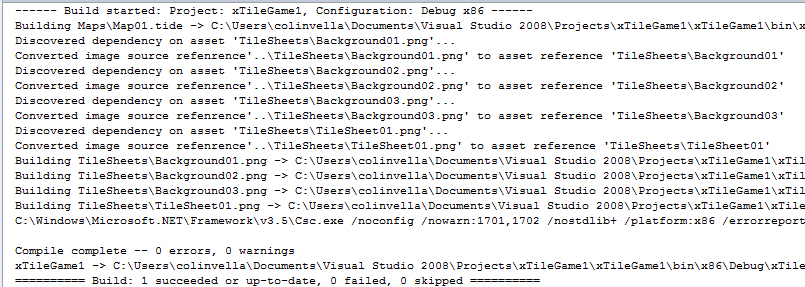 ------ Build started: Project: xTileGame1, Configuration: Debug x86 ------
Building Maps\Map01.tide -> C:\Users\colinvella\Documents\Visual Studio 2008\Projects\xTileGame1\xTileGame1\bin\x
Discovered dependency on asset 'TileSheets\Background01.png'...
Converted image source refenrence'..\TileSheets\Background01.png' to asset reference 'TileSheets\Background01'
Discovered dependency on asset 'TileSheets\Background02.png'...
Converted image source refenrence'..\TileSheets\Background02.png' to asset reference 'TileSheets\Background02'
Discovered dependency on asset 'TileSheets\Background03.png'...
Converted image source refenrence'..\TileSheets\Background03.png' to asset reference 'TileSheets\Background03'
Discovered dependency on asset 'TileSheets\TileSheet01.png'...
Converted image source refenrence'..\TileSheets\TileSheet01.png' to asset reference 'TileSheets\TileSheet01'
Building TileSheets\Background01.png -> C:\Users\colinvella\Documents\Visual Studio 2008\Projects\xTileGame1\xTil
Building TileSheets\Background02.png -> C:\Users\colinvella\Documents\Visual Studio 2008\Projects\xTileGame1\xTil
Building TileSheets\Background03.png -> C:\Users\colinvella\Documents\Visual Studio 2008\Projects\xTileGame1\xTil
Building TileSheets\TileSheet01.png -> C:\Users\colinvella\Documents\Visual Studio 2008\Projects\xTileGame1\xTile
C:\Windows\Microsoft.NET\Framework\v3.5\Csc.exe /noconfig /nowarn:1701,1702 /nostdlib+ /platform:x86 /errorreport
Compile complete -- 0 errors, 0 warnings
xTileGame1 -> C:\Users\colinvella\Documents\Visual Studio 2008\Projects\xTileGame1\xTileGame1\bin\x86\Debug\xTile
========== Build: 1 succeeded or up-to-date, 0 failed, 0 skipped ==========